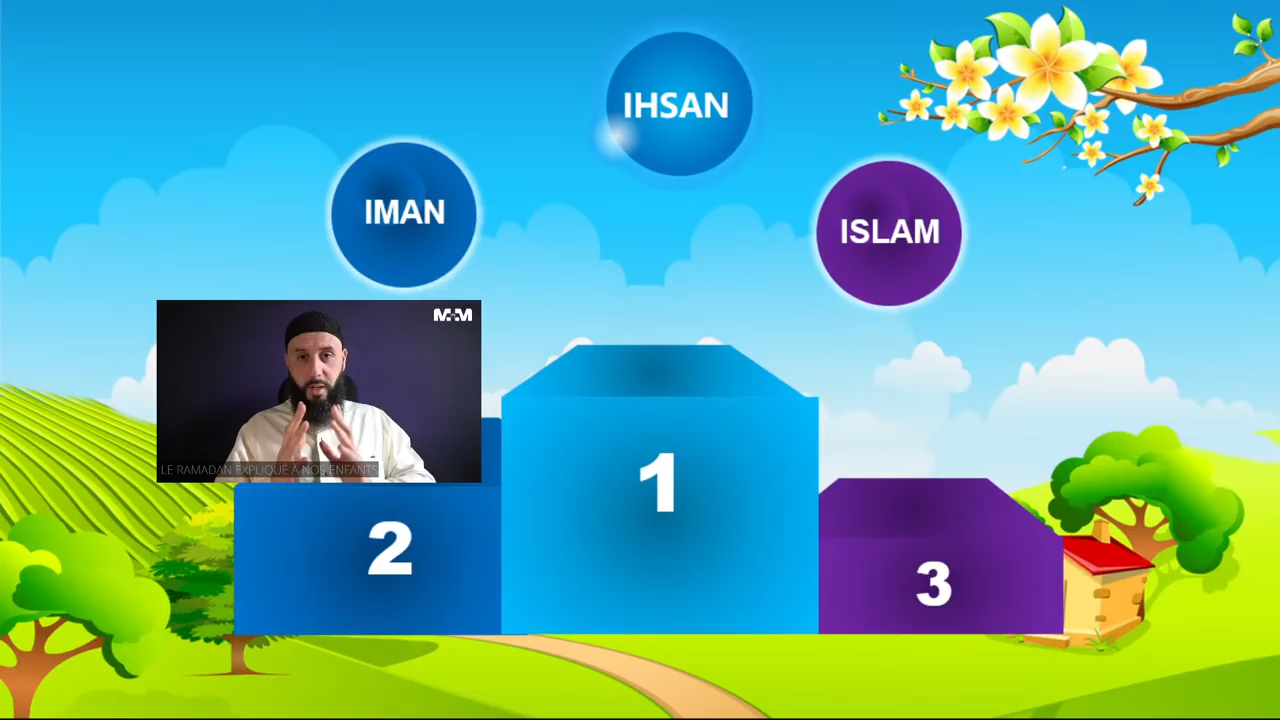 IHSAN
IMAN
ISLAM
M+M
LE RAMADAN EXPLIQUÉ À NOS ENFANTS
1
2
3